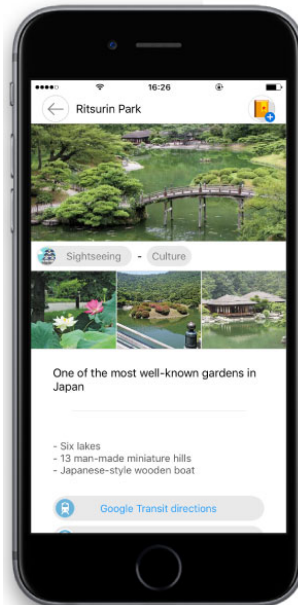 16:26
Ritsurin Park
Sightseeing - Culture
One of the most well-known gardens in
Japan
- Six lakes
- 13 man-made miniature hills
- Japanese-style wooden boat
Google Transit directions